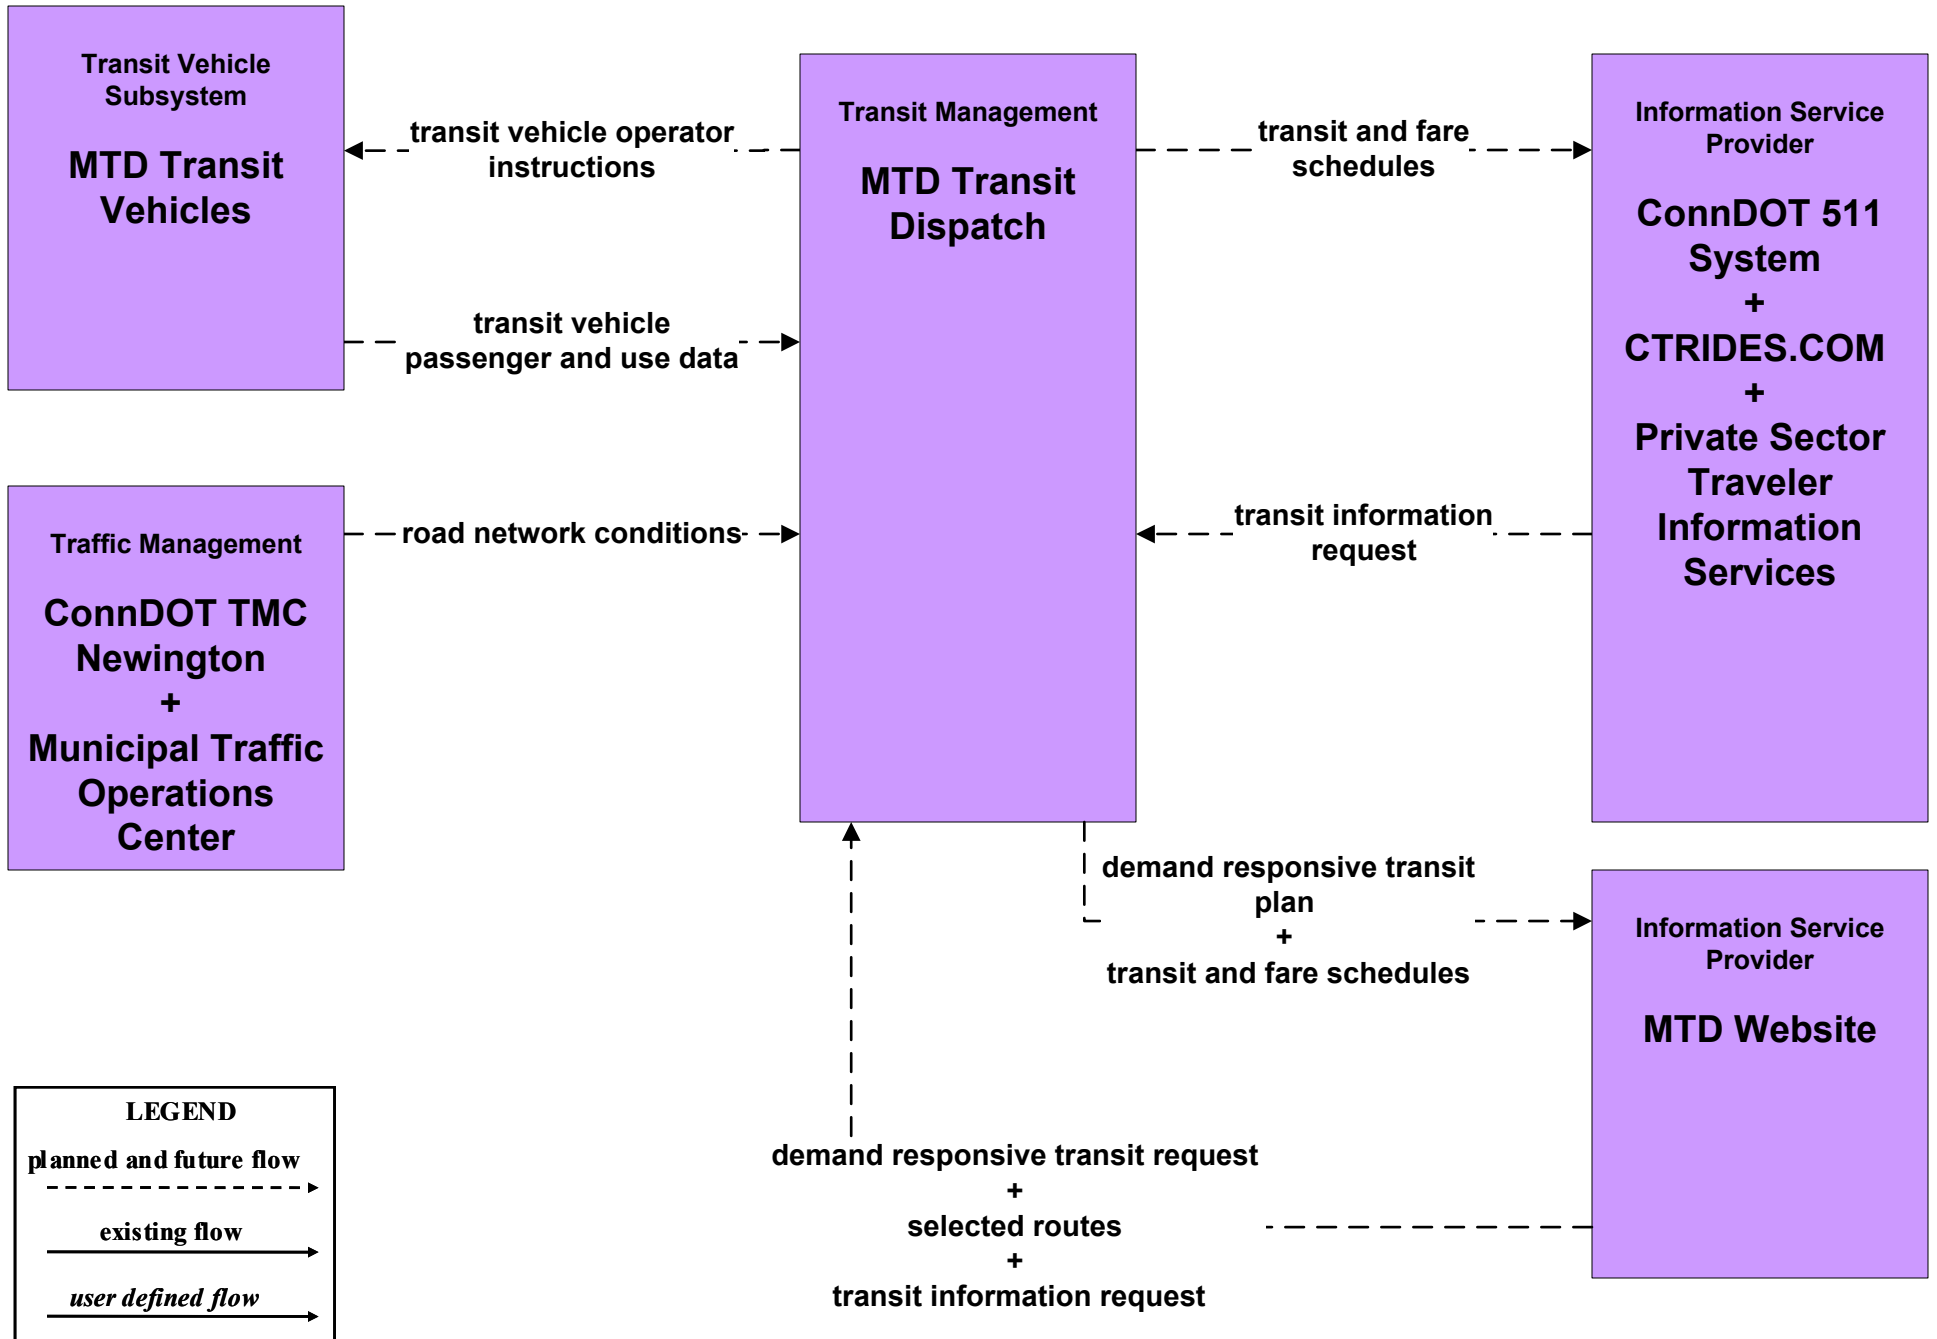 Transit Vehicle
Subsystem
MTD Transit
Vehicles
transit vehicle operator
instructions
transit vehicle
passenger and use data
Transit Management
MTD Transit
Dispatch
transit and fare
schedules
transit information
request
Information Service
Provider
ConnDOT 511
System
+
CTRIDES.COM
+
Private Sector
Traveler
Information
Services
Traffic Management
ConnDOT TMC
Newington
+
Municipal Traffic
Operations
Center
road network conditions
demand responsive transit
plan
+
transit and fare schedules
Information Service
Provider
MTD Website
demand responsive transit request
+
selected routes
+
transit information request
LEGEND
planned and future flow
existing flow
user defined flow